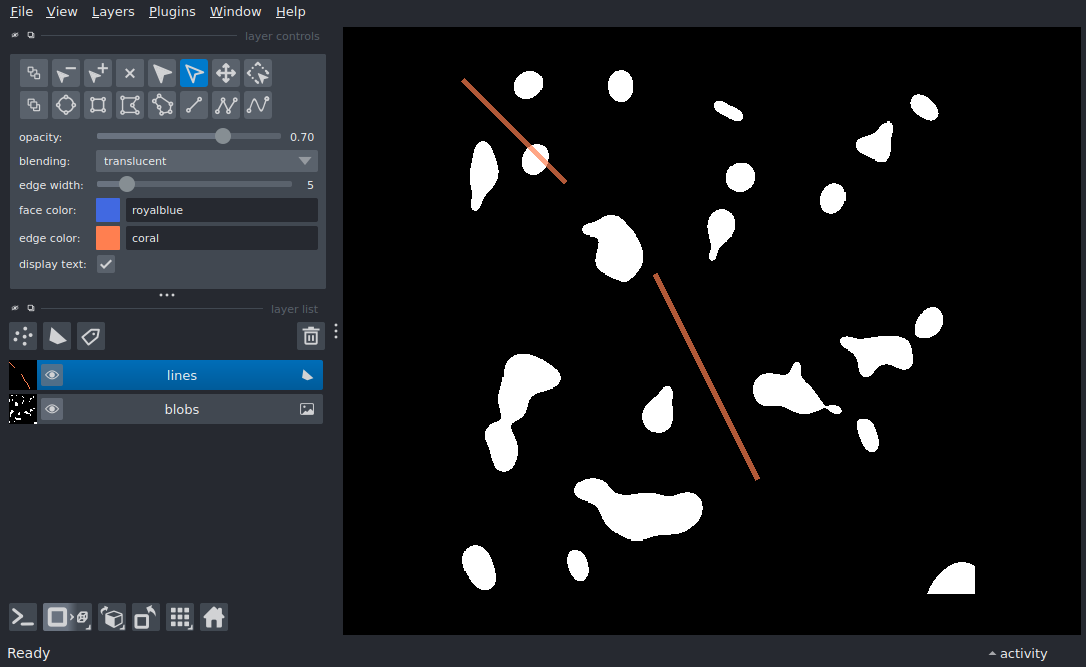 File View Layers Plugins Window Help
layer controls
opacity: 0.70
blending: translucent
edge width: 5
face color: royalblue
edge color: coral
display text:
layer list
lines
blobs
Ready
activity